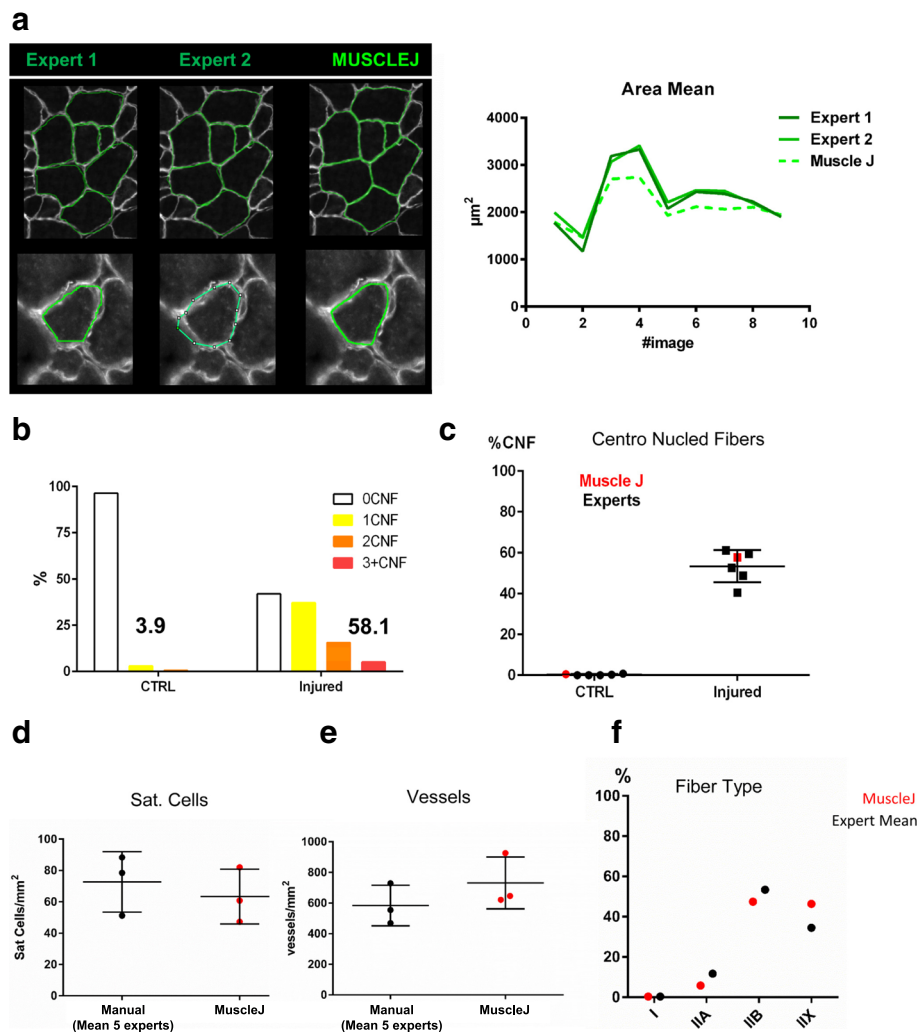 a
Expert 1 Expert 2 MUSCLEJ
Area Mean
Expert 1
Expert 2
Muscle J
µm2
4000
3000
2000
1000
0
0 2 4 6 8 10
#image
b
100
75
50
25
0
%
0CNF
1CNF
2CNF
3+CNF
3.9
58.1
CTRL Injured
c
%CNF
Centro Nucled Fibers
Muscle J
Experts
100
80
60
40
20
0
CTRL Injured
d
Sat. Cells
Sat Cells/mm2
100
80
60
40
20
0
Manual MuscleJ
(Mean 5 experts)
e
Vessels
vessels/mm2
1000
800
600
400
200
0
Manual MuscleJ
(Mean 5 experts)
f
%
Fiber Type
MuscleJ
Expert Mean
100
80
60
40
20
0
I IIA IIB IIX